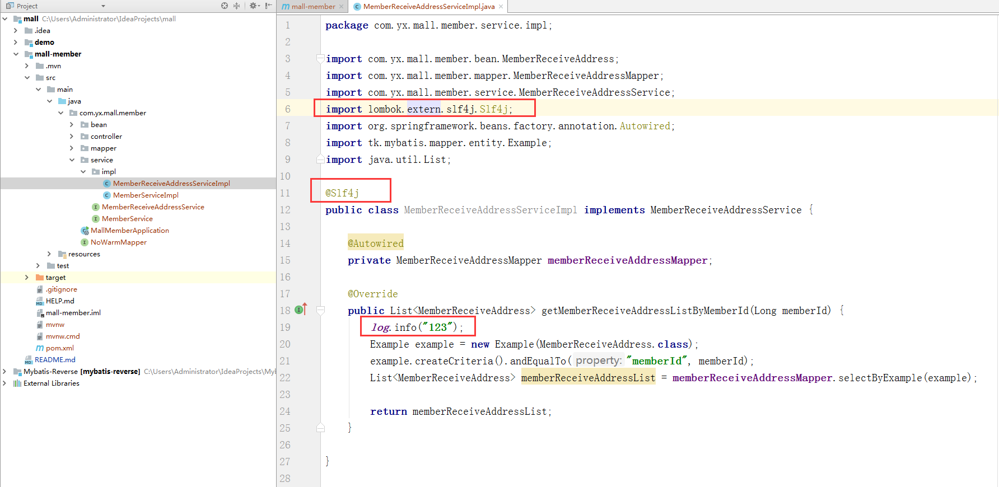 Project
mall C:\Users\Administrator\IdeaProjects\mall
.idea
demo
mall-member
.mvn
src
main
java
com.yx.mall.member
bean
controller
mapper
service
impl
MemberReceiveAddressServiceImpl
MemberServiceImpl
MemberReceiveAddressService
MemberService
MallMemberApplication
NoWarmMapper
resources
test
target
.gitignore
HELP.md
mall-member.iml
mvnw
mvnw.cmd
pom.xml
README.md
Mybatis-Reverse [mybatis-reverse] C:\Users\Administrator\IdeaProjects\Myb
External Libraries
mall-member
MemberReceiveAddressServiceImpl.java
1 package com.yx.mall.member.service.impl;
2
3 import com.yx.mall.member.bean.MemberReceiveAddress;
4 import com.yx.mall.member.mapper.MemberReceiveAddressMapper;
5 import com.yx.mall.member.service.MemberReceiveAddressService;
6 import lombok.extern.slf4j.Slf4j;
7 import org.springframework.beans.factory.annotation.Autowired;
8 import tk.mybatis.mapper.entity.Example;
9 import java.util.List;
10
11 @Slf4j
12 public class MemberReceiveAddressServiceImpl implements MemberReceiveAddressService {
13
14 @Autowired
15 private MemberReceiveAddressMapper memberReceiveAddressMapper;
16
17 @Override
18 public List<MemberReceiveAddress> getMemberReceiveAddressListByMemberId(Long memberId) {
19 log.info("123");
20 Example example = new Example(MemberReceiveAddress.class);
21 example.createCriteria().andEqualTo( property: "memberId", memberId);
22 List<MemberReceiveAddress> memberReceiveAddressList = memberReceiveAddressMapper.selectByExample(example);
23
24 return memberReceiveAddressList;
25 }
26
27 }
28